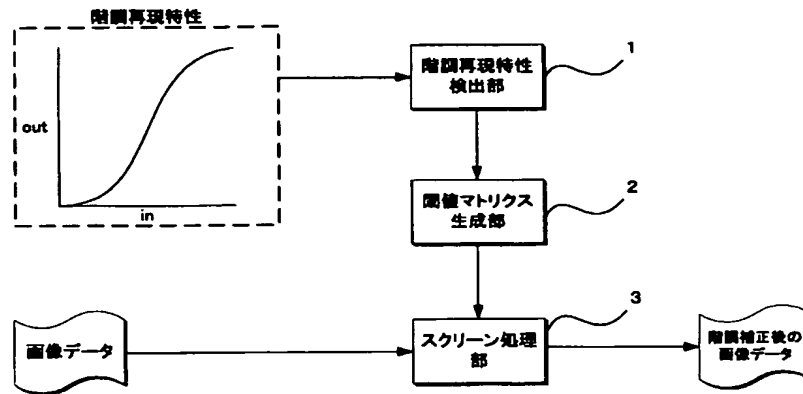 階調再現特性
out
in
階調再現特性
検出部
1
閾値マトリクス
生成部
2
画像データ
スクリーン処理
部
3
階調補正後の
画像データ